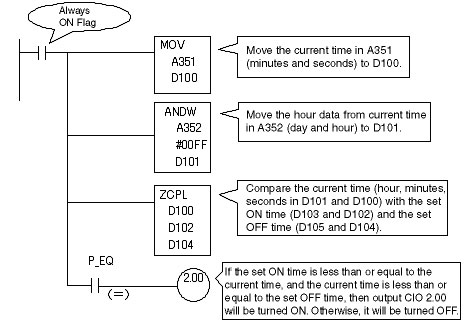 Always
ON Flag
MOV
A351
D100
Move the current time in A351
(minutes and seconds) to D100.
ANDW
A352
#00FF
D101
Move the hour data from current time
in A352 (day and hour) to D101.
ZCPL
D100
D102
D104
Compare the current time (hour, minutes,
seconds in D101 and D100) with the set
ON time (D103 and D102) and the set
OFF time (D105 and D104).
P_EQ
(=)
2.00
If the set ON time is less than or equal to the
current time, and the current time is less than or
equal to the set OFF time, then output CIO 2.00
will be turned ON. Otherwise, it will be turned OFF.